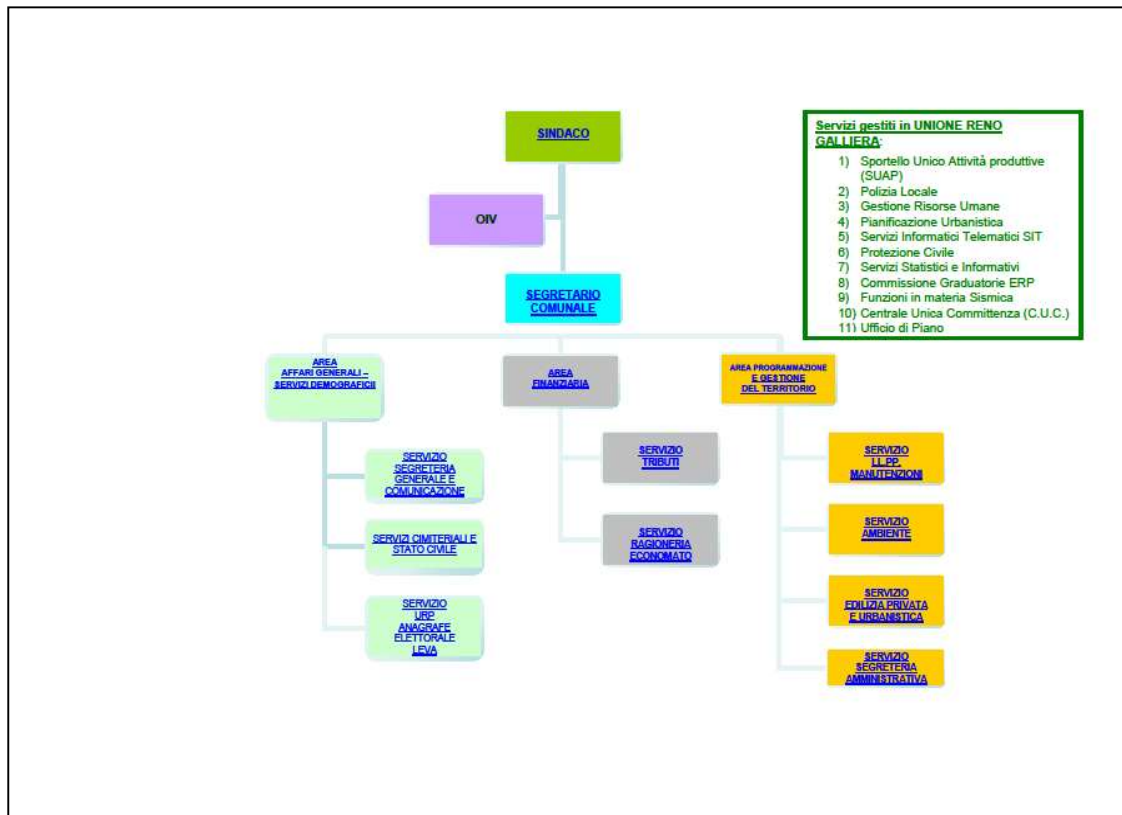 SINDACO
OIV
SEGRETARIO
COMUNALE
Servizi gestiti in UNIONE RENO
GALLIERA:
1) Sportello Unico Attività produttive
(SUAP)
2) Polizia Locale
3) Gestione Risorse Umane
4) Pianificazione Urbanistica
5) Servizi Informatici Telematici SIT
6) Protezione Civile
7) Servizi Statistici e Informativi
8) Commissione Graduatorie ERP
9) Funzioni in materia Sismica
10) Centrale Unica Committenza (C.U.C.)
11) Ufficio di Piano
AREA
AFFARI GENERALI –
SERVIZI DEMOGRAFICII
SERVIZIO
SEGRETERIA
GENERALE E
COMUNICAZIONE
SERVIZI CIMITERIALI E
STATO CIVILE
SERVIZIO
URP
ANAGRAFE
ELETTORALE
LEVA
AREA
FINANZIARIA
SERVIZIO
TRIBUTI
SERVIZIO
RAGIONERIA
ECONOMATO
AREA PROGRAMMAZIONE
E GESTIONE
DEL TERRITORIO
SERVIZIO
LL.PP.
MANUTENZIONI
SERVIZIO
AMBIENTE
SERVIZIO
EDILIZIA PRIVATA
E URBANISTICA
SERVIZIO
SEGRETERIA
AMMINISTRATIVA